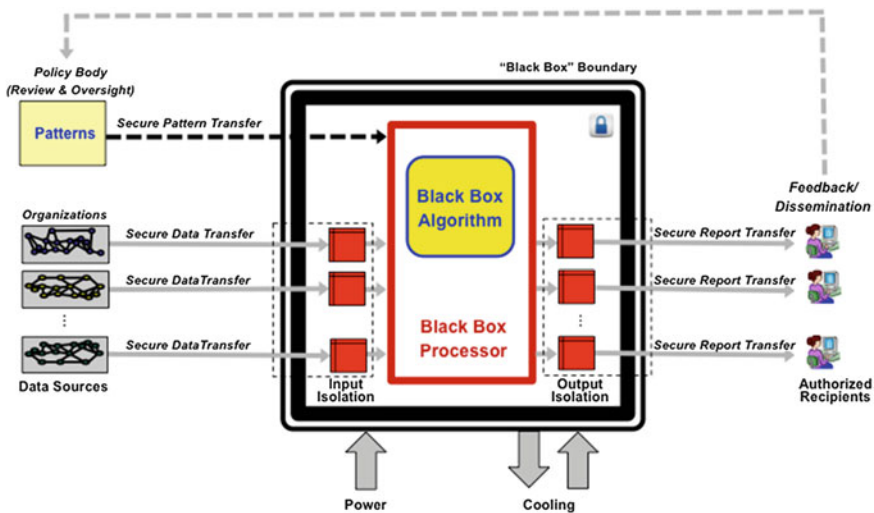 Policy Body
(Review & Oversight)
Patterns
Secure Pattern Transfer
"Black Box" Boundary
Black Box
Algorithm
Black Box
Processor
Feedback/
Dissemination
Organizations
Secure Data Transfer
Secure DataTransfer
Secure DataTransfer
Data Sources
Input
Isolation
Output
Isolation
Secure Report Transfer
Secure Report Transfer
Secure Report Transfer
Authorized
Recipients
Power
Cooling